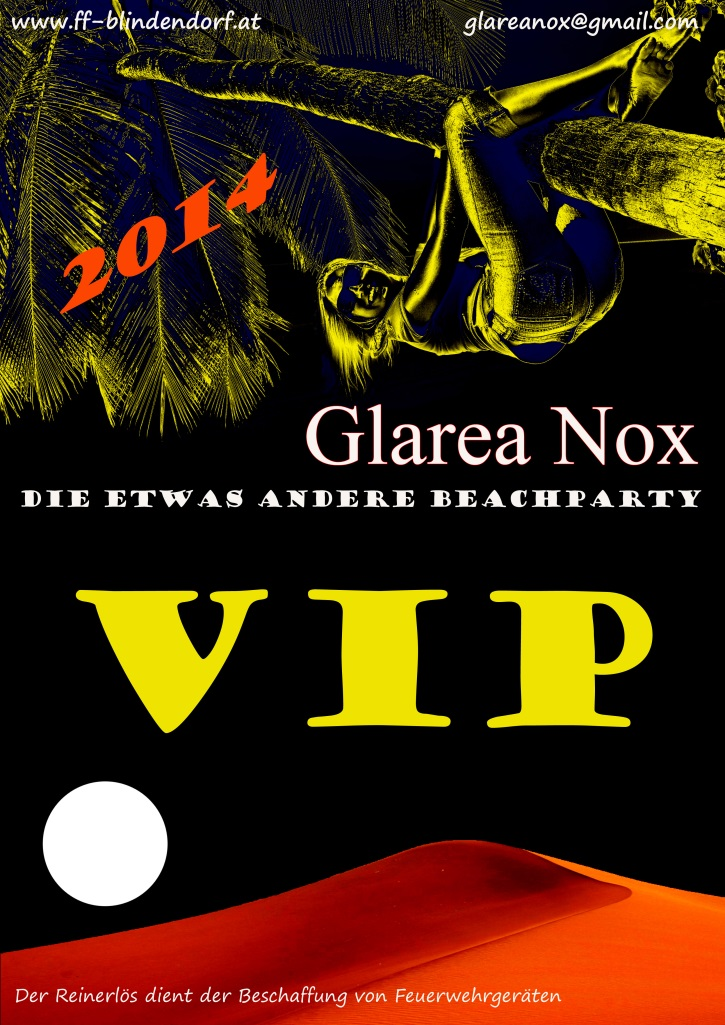 www.ff-blindendorf.at glareanox@gmail.com
2014
Glarea Nox
DIE ETWAS ANDERE BEACHPARTY
VIP
Der Reinerlös dient der Beschaffung von Feuerwehrgeräten